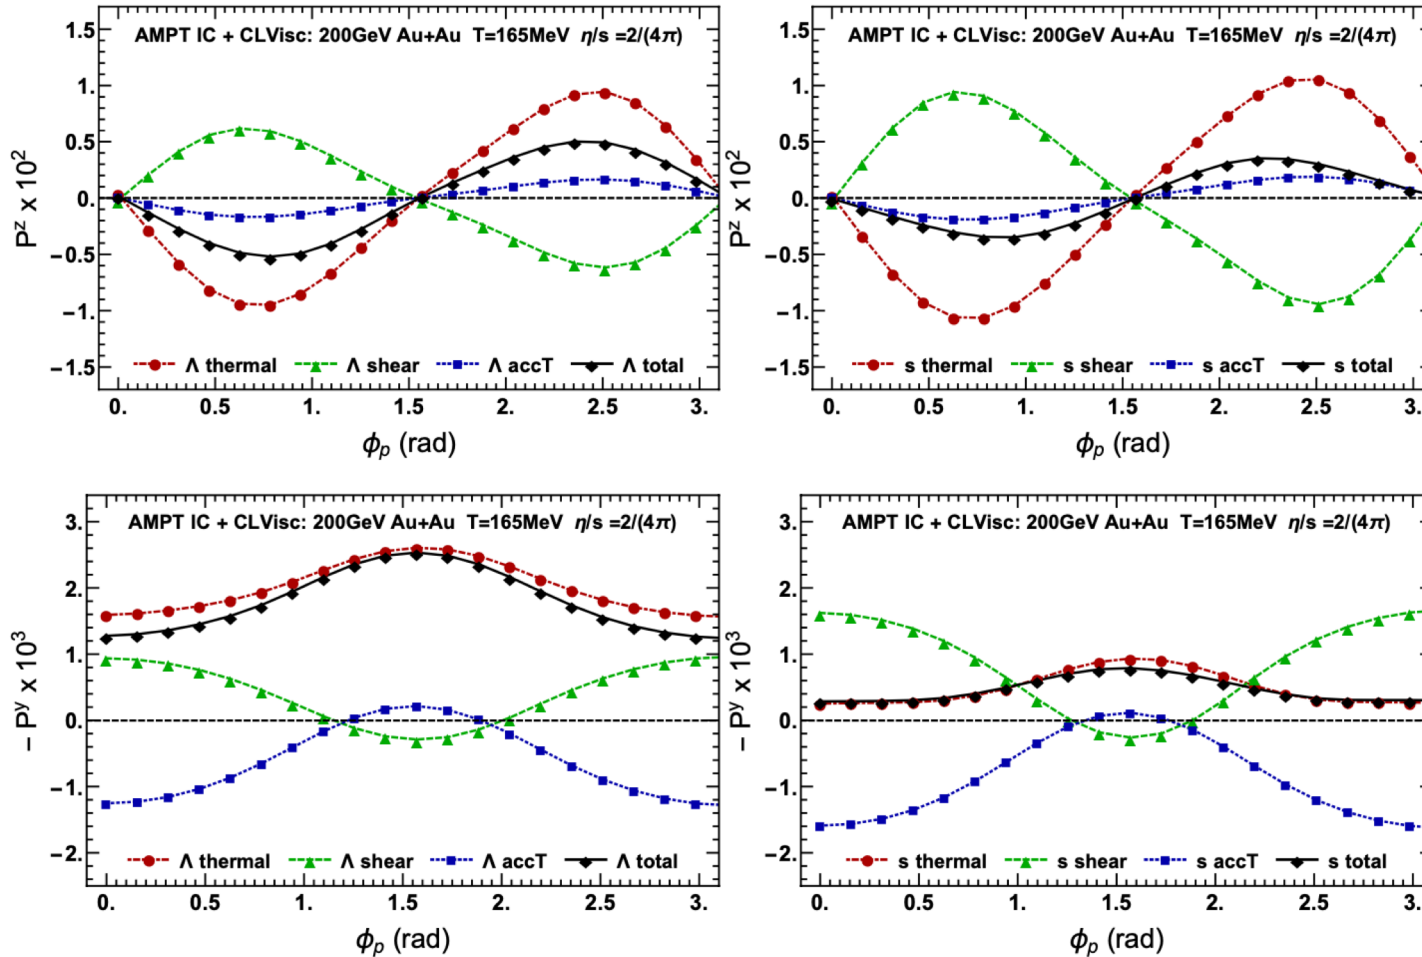 AMPT IC + CLVisc: 200GeV Au+Au T=165MeV η/s =2/(4π)
1.5
1.
0.5
0.
−0.5
−1.
−1.5
P^z x 10^2
Λ thermal Λ shear Λ accT Λ total
0. 0.5 1. 1.5 2. 2.5 3.
ϕ_p (rad)
AMPT IC + CLVisc: 200GeV Au+Au T=165MeV η/s =2/(4π)
1.5
1.
0.5
0.
−0.5
−1.
−1.5
P^z x 10^2
s thermal s shear s accT s total
0. 0.5 1. 1.5 2. 2.5 3.
ϕ_p (rad)
AMPT IC + CLVisc: 200GeV Au+Au T=165MeV η/s =2/(4π)
3.
2.
1.
0.
−1.
−2.
− P^y x 10^3
Λ thermal Λ shear Λ accT Λ total
0. 0.5 1. 1.5 2. 2.5 3.
ϕ_p (rad)
AMPT IC + CLVisc: 200GeV Au+Au T=165MeV η/s =2/(4π)
3.
2.
1.
0.
−1.
−2.
− P^y x 10^3
s thermal s shear s accT s total
0. 0.5 1. 1.5 2. 2.5 3.
ϕ_p (rad)